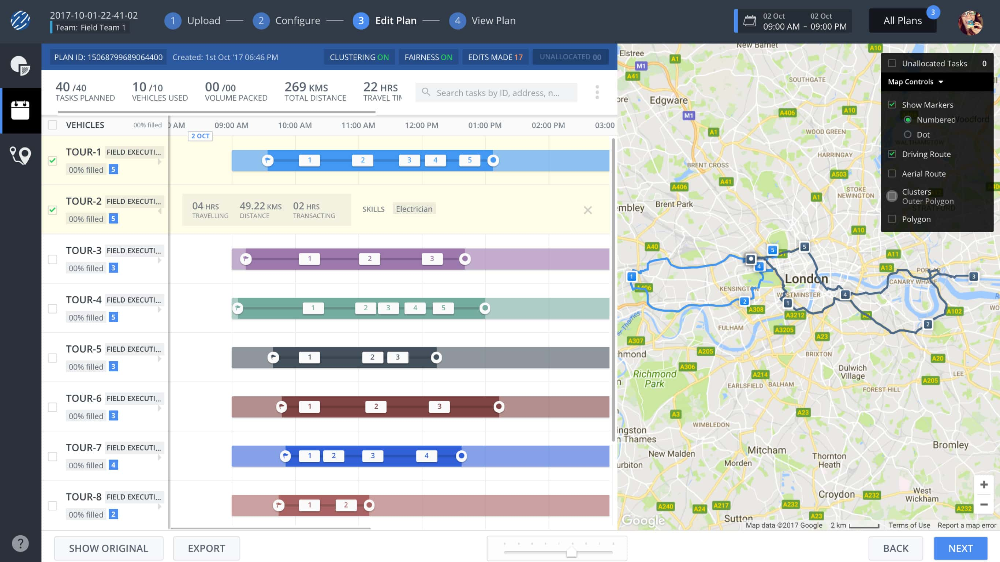 2017-10-01-22-41-02
Team: Field Team 1
1 Upload
2 Configure
3 Edit Plan
4 View Plan
02 Oct 02 Oct
09:00 AM – 09:00 PM
All Plans
3
PLAN ID: 15068799689064400
Created: 1st Oct '17 06:46 PM
CLUSTERING ON
FAIRNESS ON
EDITS MADE 17
UNALLOCATED 00
40 /40
TASKS PLANNED
10 /10
VEHICLES USED
00 /00
VOLUME PACKED
269 KMS
TOTAL DISTANCE
22 HRS
TRAVEL TIM
Search tasks by ID, address, n...
VEHICLES 00% filled
0 AM 09:00 AM 10:00 AM 11:00 AM 12:00 PM 01:00 PM 02:00 PM 03:00
2 OCT
TOUR-1 FIELD EXECUTI...
00% filled 5
1 2 3 4 5
TOUR-2 FIELD EXECUTI...
00% filled 5
04 HRS
TRAVELLING
49.22 KMS
DISTANCE
02 HRS
TRANSACTING
SKILLS Electrician
TOUR-3 FIELD EXECUTI...
00% filled 3
1 2 3
TOUR-4 FIELD EXECUTI...
00% filled 5
1 2 3 4 5
TOUR-5 FIELD EXECUTI...
00% filled 3
1 2 3
TOUR-6 FIELD EXECUTI...
00% filled 3
1 2 3
TOUR-7 FIELD EXECUTI...
00% filled 4
1 2 3 4
TOUR-8 FIELD EXECUTI...
00% filled 2
1 2
SHOW ORIGINAL
EXPORT
BACK
NEXT
Unallocated Tasks 0
Map Controls
Show Markers
Numbered
Dot
Driving Route
Aerial Route
Clusters
Outer Polygon
Polygon
New Barnet
A10
Elstree
A1
M1
A41
SOUTHGATE
Edgware
M1
A406
A10
Woodford
A1
WOOD GREEN
WALTHAMSTOW
HARRINGAY
BRENT CROSS
A503
A41
A406
STOKE
NEWINGTON
A1
Brent Park
mbley
STRATFORD
A10
A40
5
5
A11
4
A13
POPLAR
1
3
London
CANARY WHARF
A406
KENSINGTON
WESTMINSTER
4
2
1
A308
A102
A3212
2
FULHAM
A3205
A23
A307
hmond
A205
BRIXTON
A20
A306
Dulwich
Village
LEE
Richmond
Park
A214
A205
EARLSFIELD
BALHAM
FOREST HILL
A3
A23
WIMBLEDON
ingston
n Thames
Bromley
New Malden
Mitcham
Thornton
Heath
urbiton
Morden
West
Wickham
Croydon
A232
A240
A24
A217
A232
A232
A23
Sutton
Google
Map data ©2017 Google 2 km Terms of Use Report a map error